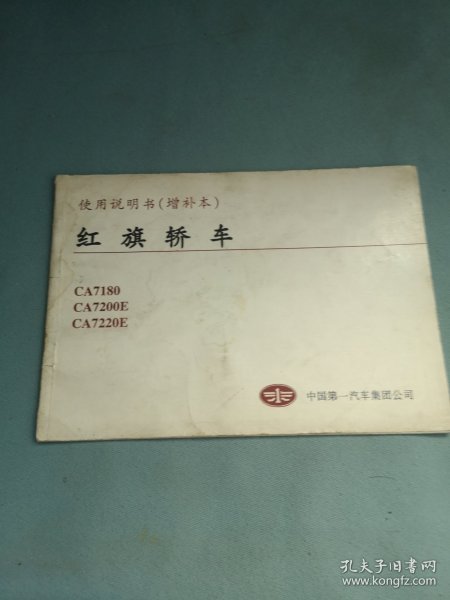 使用说明书(增补本)
红旗轿车
CA7180
CA7200E
CA7220E
中国第一汽车集团公司
孔夫子旧书网
www.kongfz.com